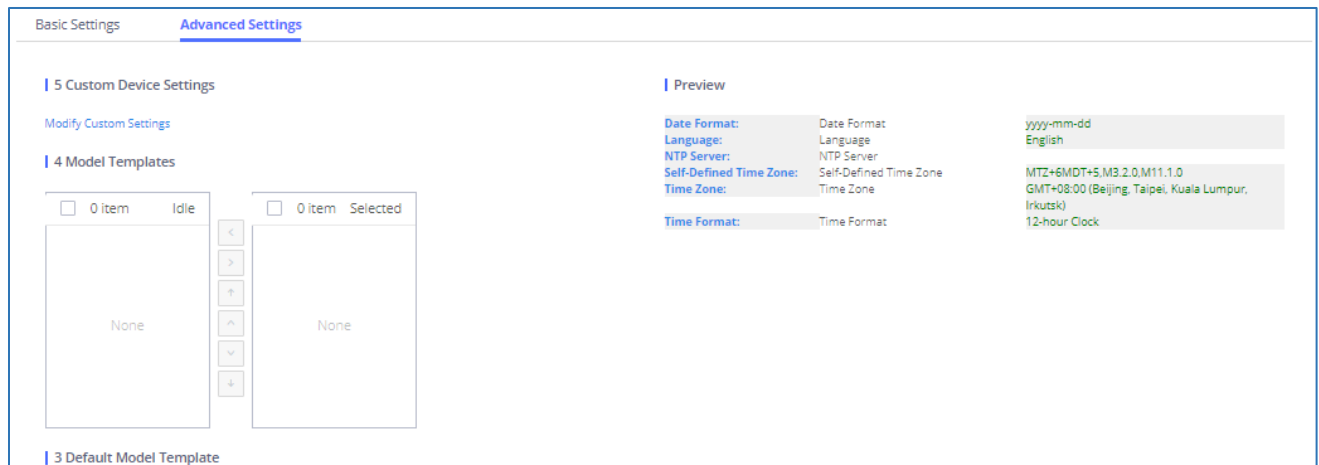 Basic Settings
Advanced Settings
5 Custom Device Settings
Modify Custom Settings
4 Model Templates
0 item Idle
None
0 item Selected
None
3 Default Model Template
Preview
Date Format: Date Format yyyy-mm-dd
Language: Language English
NTP Server: NTP Server
Self-Defined Time Zone: Self-Defined Time Zone MTZ+6MDT+5,M3.2.0,M11.1.0
Time Zone: Time Zone GMT+08:00 (Beijing, Taipei, Kuala Lumpur,
Irkutsk)
Time Format: Time Format 12-hour Clock